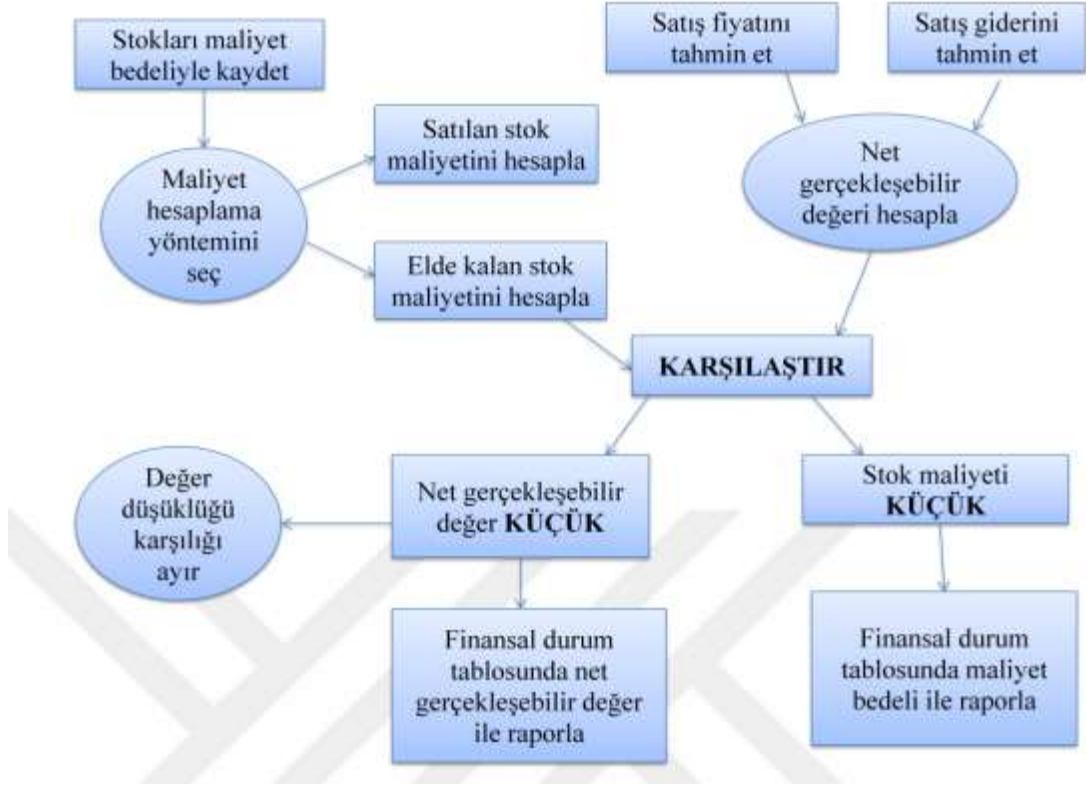 Stokları maliyet
bedeliyle kaydet
Satış fiyatını
tahmin et
Satış giderini
tahmin et
Satılan stok
maliyetini hesapla
Maliyet
hesaplama
yöntemini
seç
Net
gerçekleşebilir
değeri hesapla
Elde kalan stok
maliyetini hesapla
KARŞILAŞTIR
Değer
düşüklüğü
karşılığı
ayır
Net gerçekleşebilir
değer KÜÇÜK
Stok maliyeti
KÜÇÜK
Finansal durum
tablosunda net
gerçekleşebilir değer
ile raporla
Finansal durum
tablosunda maliyet
bedeli ile raporla